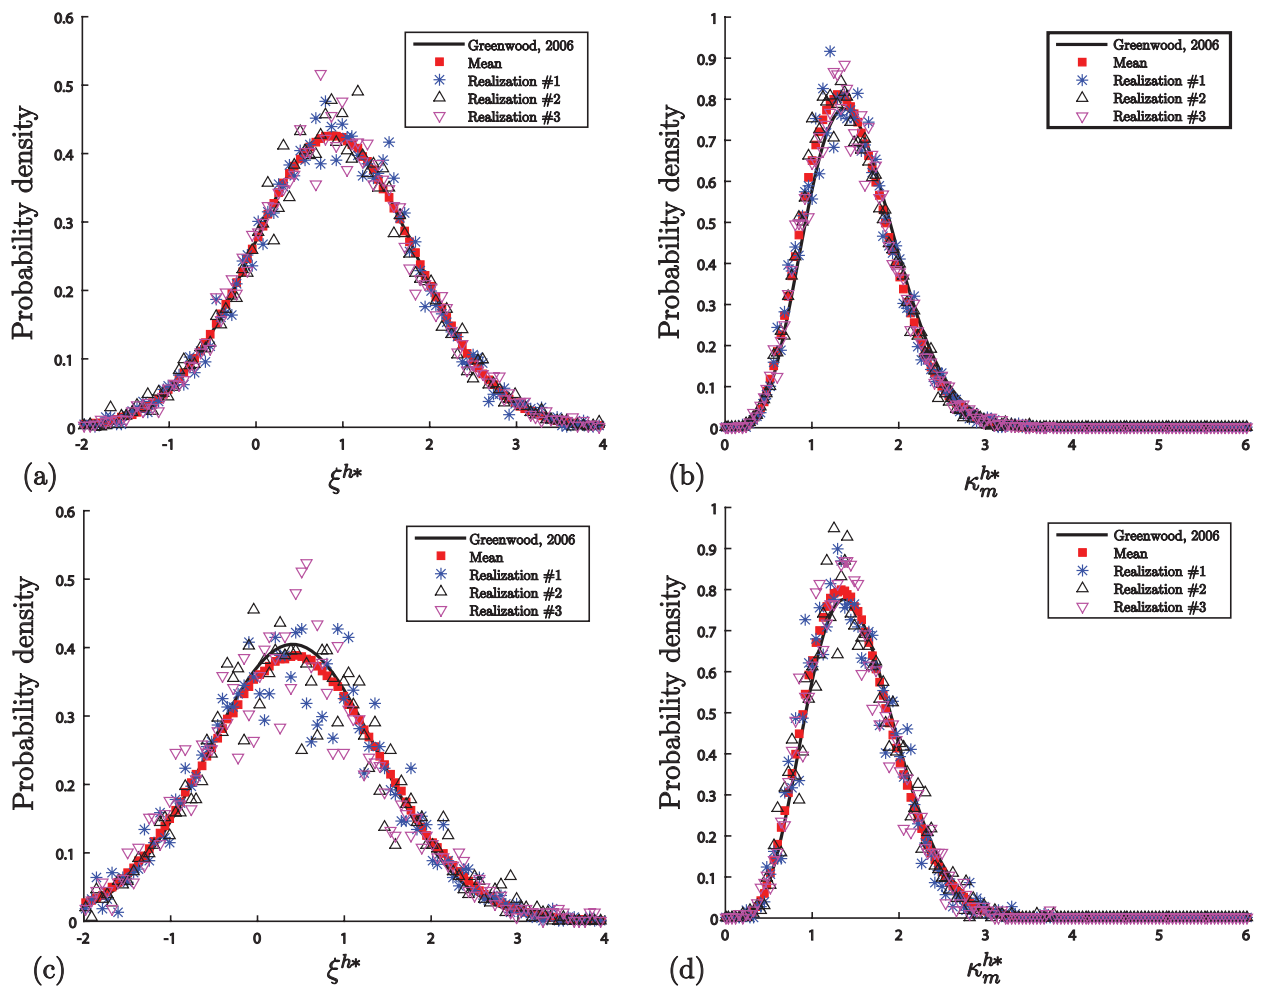 0.6
0.5
0.4
0.3
0.2
0.1
0
-2 -1 0 1 2 3 4
Probability density
Greenwood, 2006
Mean
Realization #1
Realization #2
Realization #3
(a)
ξ^{h*}
1
0.9
0.8
0.7
0.6
0.5
0.4
0.3
0.2
0.1
0
0 1 2 3 4 5 6
Probability density
Greenwood, 2006
Mean
Realization #1
Realization #2
Realization #3
(b)
κ_m^{h*}
0.6
0.5
0.4
0.3
0.2
0.1
0
-2 -1 0 1 2 3 4
Probability density
Greenwood, 2006
Mean
Realization #1
Realization #2
Realization #3
(c)
ξ^{h*}
1
0.9
0.8
0.7
0.6
0.5
0.4
0.3
0.2
0.1
0
0 1 2 3 4 5 6
Probability density
Greenwood, 2006
Mean
Realization #1
Realization #2
Realization #3
(d)
κ_m^{h*}